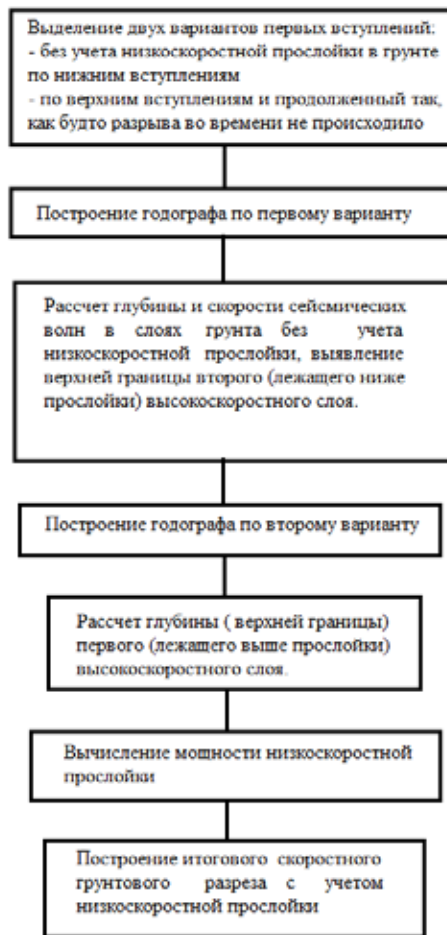 Выделение двух вариантов первых вступлений:
- без учета низкоскоростной прослойки в грунте
по нижним вступлениям
- по верхним вступлениям и продолженный так,
как будто разрыва во времени не происходило
Построение годографа по первому варианту
Рассчет глубины и скорости сейсмических
волн в слоях грунта без учета
низкоскоростной прослойки, выявление
верхней границы второго (лежащего ниже
прослойки) высокоскоростного слоя.
Построение годографа по второму варианту
Рассчет глубины ( верхней границы)
первого (лежащего выше прослойки)
высокоскоростного слоя.
Вычисление мощности низкоскоростной
прослойки
Построение итогового скоростного
грунтового разреза с учетом
низкоскоростной прослойки